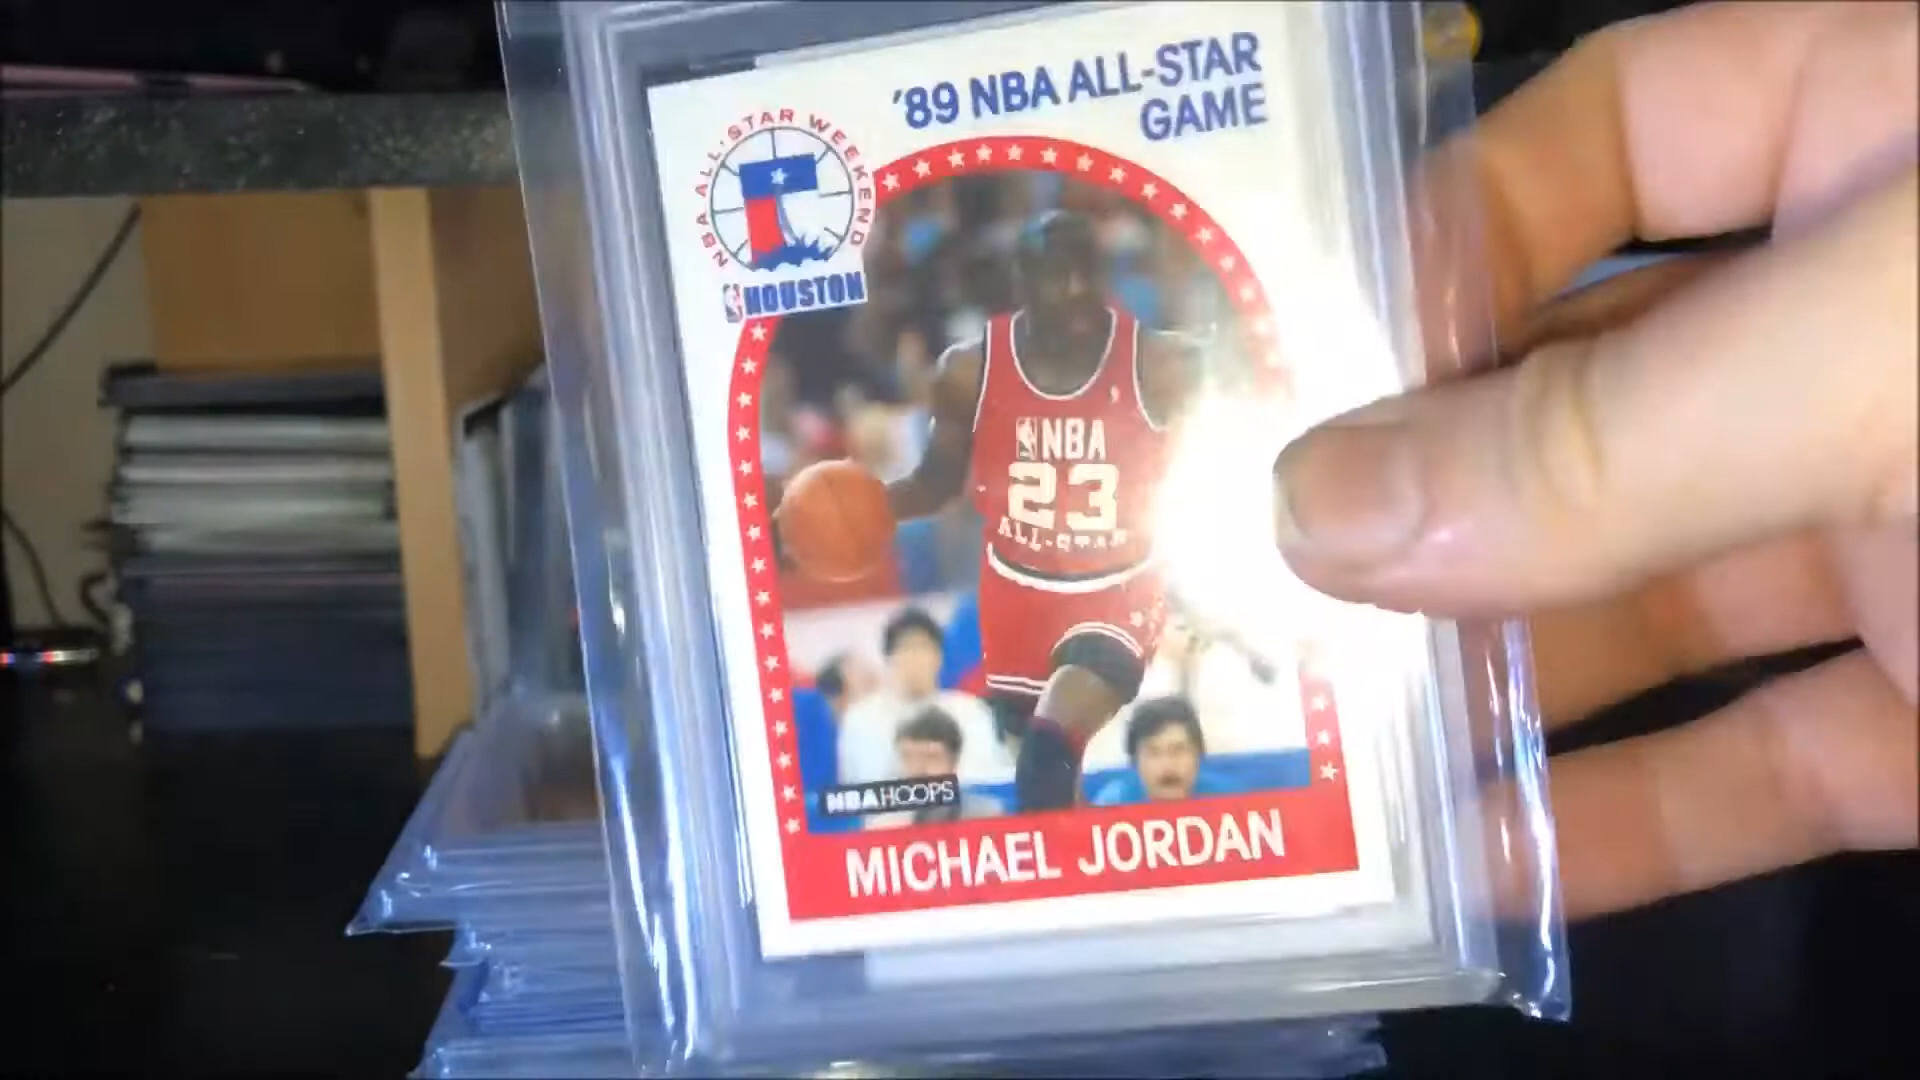 '89 NBA ALL-STAR
GAME
NBA ALL-STAR WEEKEND
HOUSTON
NBA
23
ALL-STAR
NBA HOOPS
MICHAEL JORDAN